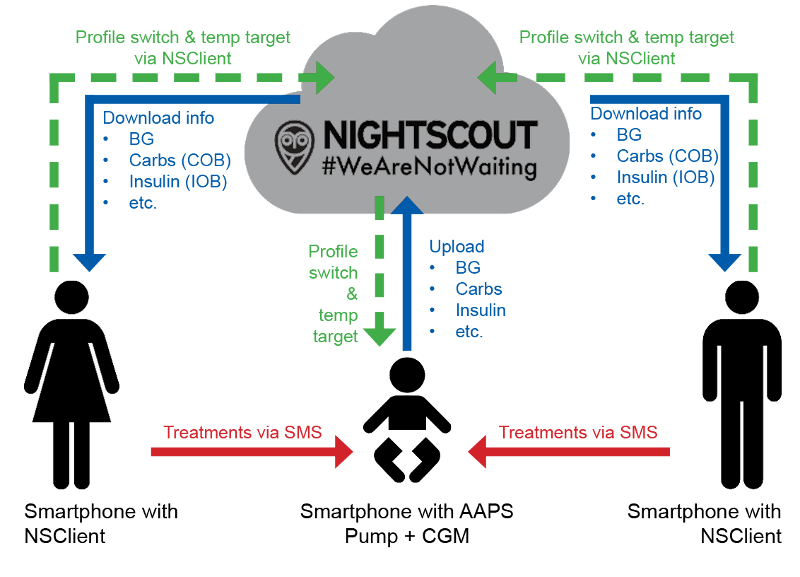 Profile switch & temp target
via NSClient
Profile switch & temp target
via NSClient
Download info
• BG
• Carbs (COB)
• Insulin (IOB)
• etc.
NIGHTSCOUT
#WeAreNotWaiting
Download info
• BG
• Carbs (COB)
• Insulin (IOB)
• etc.
Profile
switch
&
temp
target
Upload
• BG
• Carbs
• Insulin
• etc.
Treatments via SMS
Treatments via SMS
Smartphone with
NSClient
Smartphone with AAPS
Pump + CGM
Smartphone with
NSClient